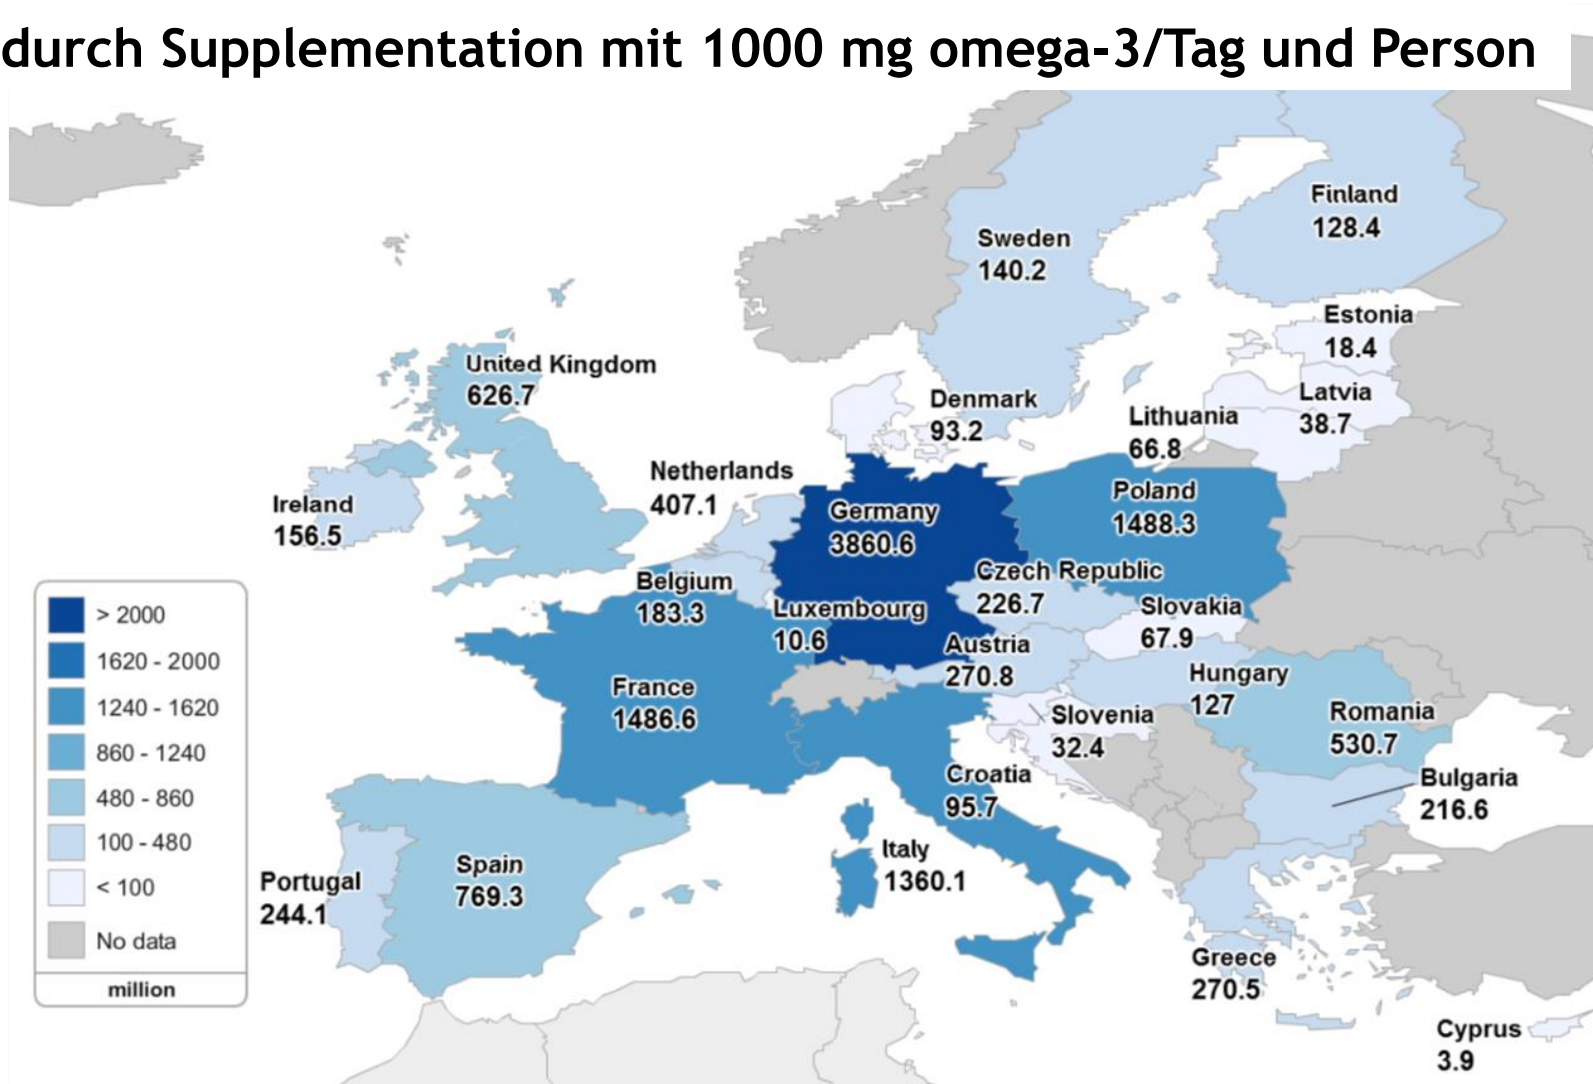 durch Supplementation mit 1000 mg omega-3/Tag und Person
Finland
128.4
Sweden
140.2
Estonia
18.4
United Kingdom
626.7
Latvia
38.7
Denmark
93.2
Lithuania
66.8
Netherlands
407.1
Ireland
156.5
Germany
3860.6
Poland
1488.3
Belgium
183.3
Czech Republic
226.7
Luxembourg
10.6
Slovakia
67.9
Austria
270.8
France
1486.6
Hungary
127
Slovenia
32.4
Romania
530.7
Croatia
95.7
Bulgaria
216.6
Italy
1360.1
Spain
769.3
Portugal
244.1
Greece
270.5
Cyprus
3.9
> 2000
1620 - 2000
1240 - 1620
860 - 1240
480 - 860
100 - 480
< 100
No data
million